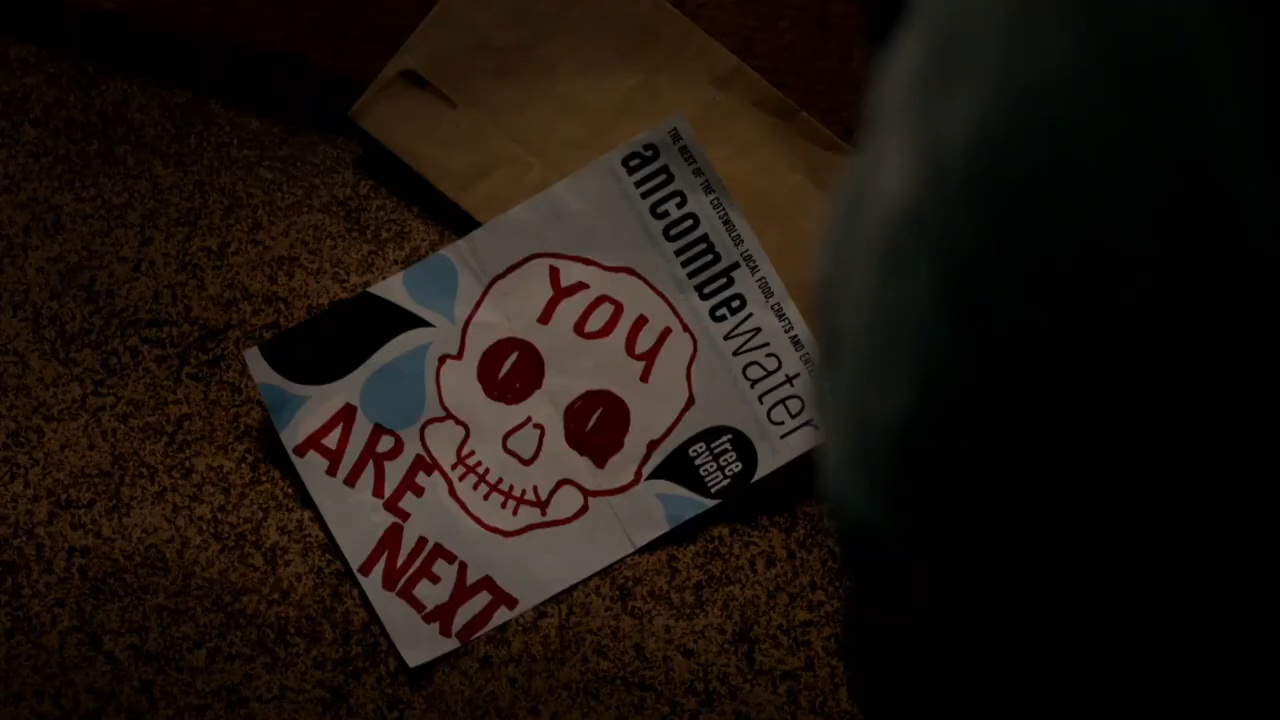 THE BEST OF THE COTSWOLDS: LOCAL FOOD, CRAFTS AND
ancombewater
YOU
free
event
ARE
NEXT